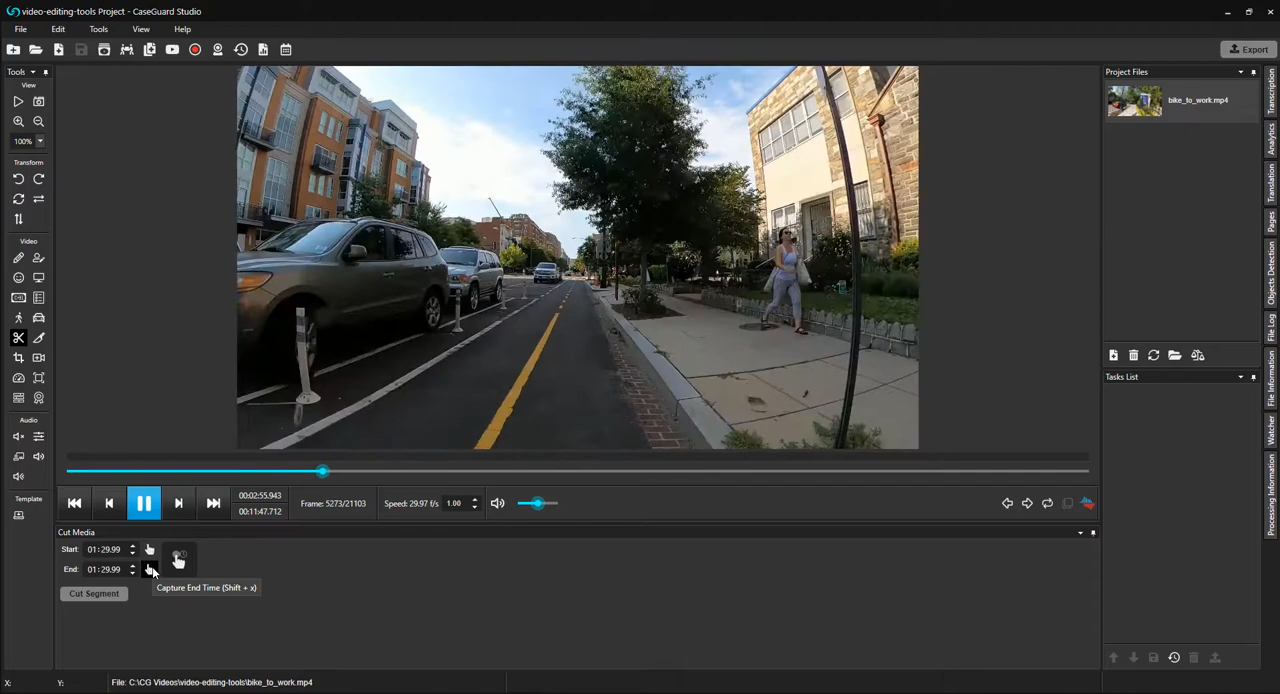 video-editing-tools Project - CaseGuard Studio
File Edit Tools View Help
Export
Tools
View
100%
Transform
Video
Audio
Template
Project Files
bike_to_work.mp4
Tasks List
Transcription
Analytics
Translation
Pages
Objects Detection
File Log
File Information
Watcher
Processing Information
00:02:55.943
00:11:47.712
Frame: 5273/21103
Speed: 29.97 f/s 1.00
Cut Media
Start: 01:29.99
End: 01:29.99
Capture End Time (Shift + x)
Cut Segment
X: Y: File: C:\CG Videos\video-editing-tools\bike_to_work.mp4